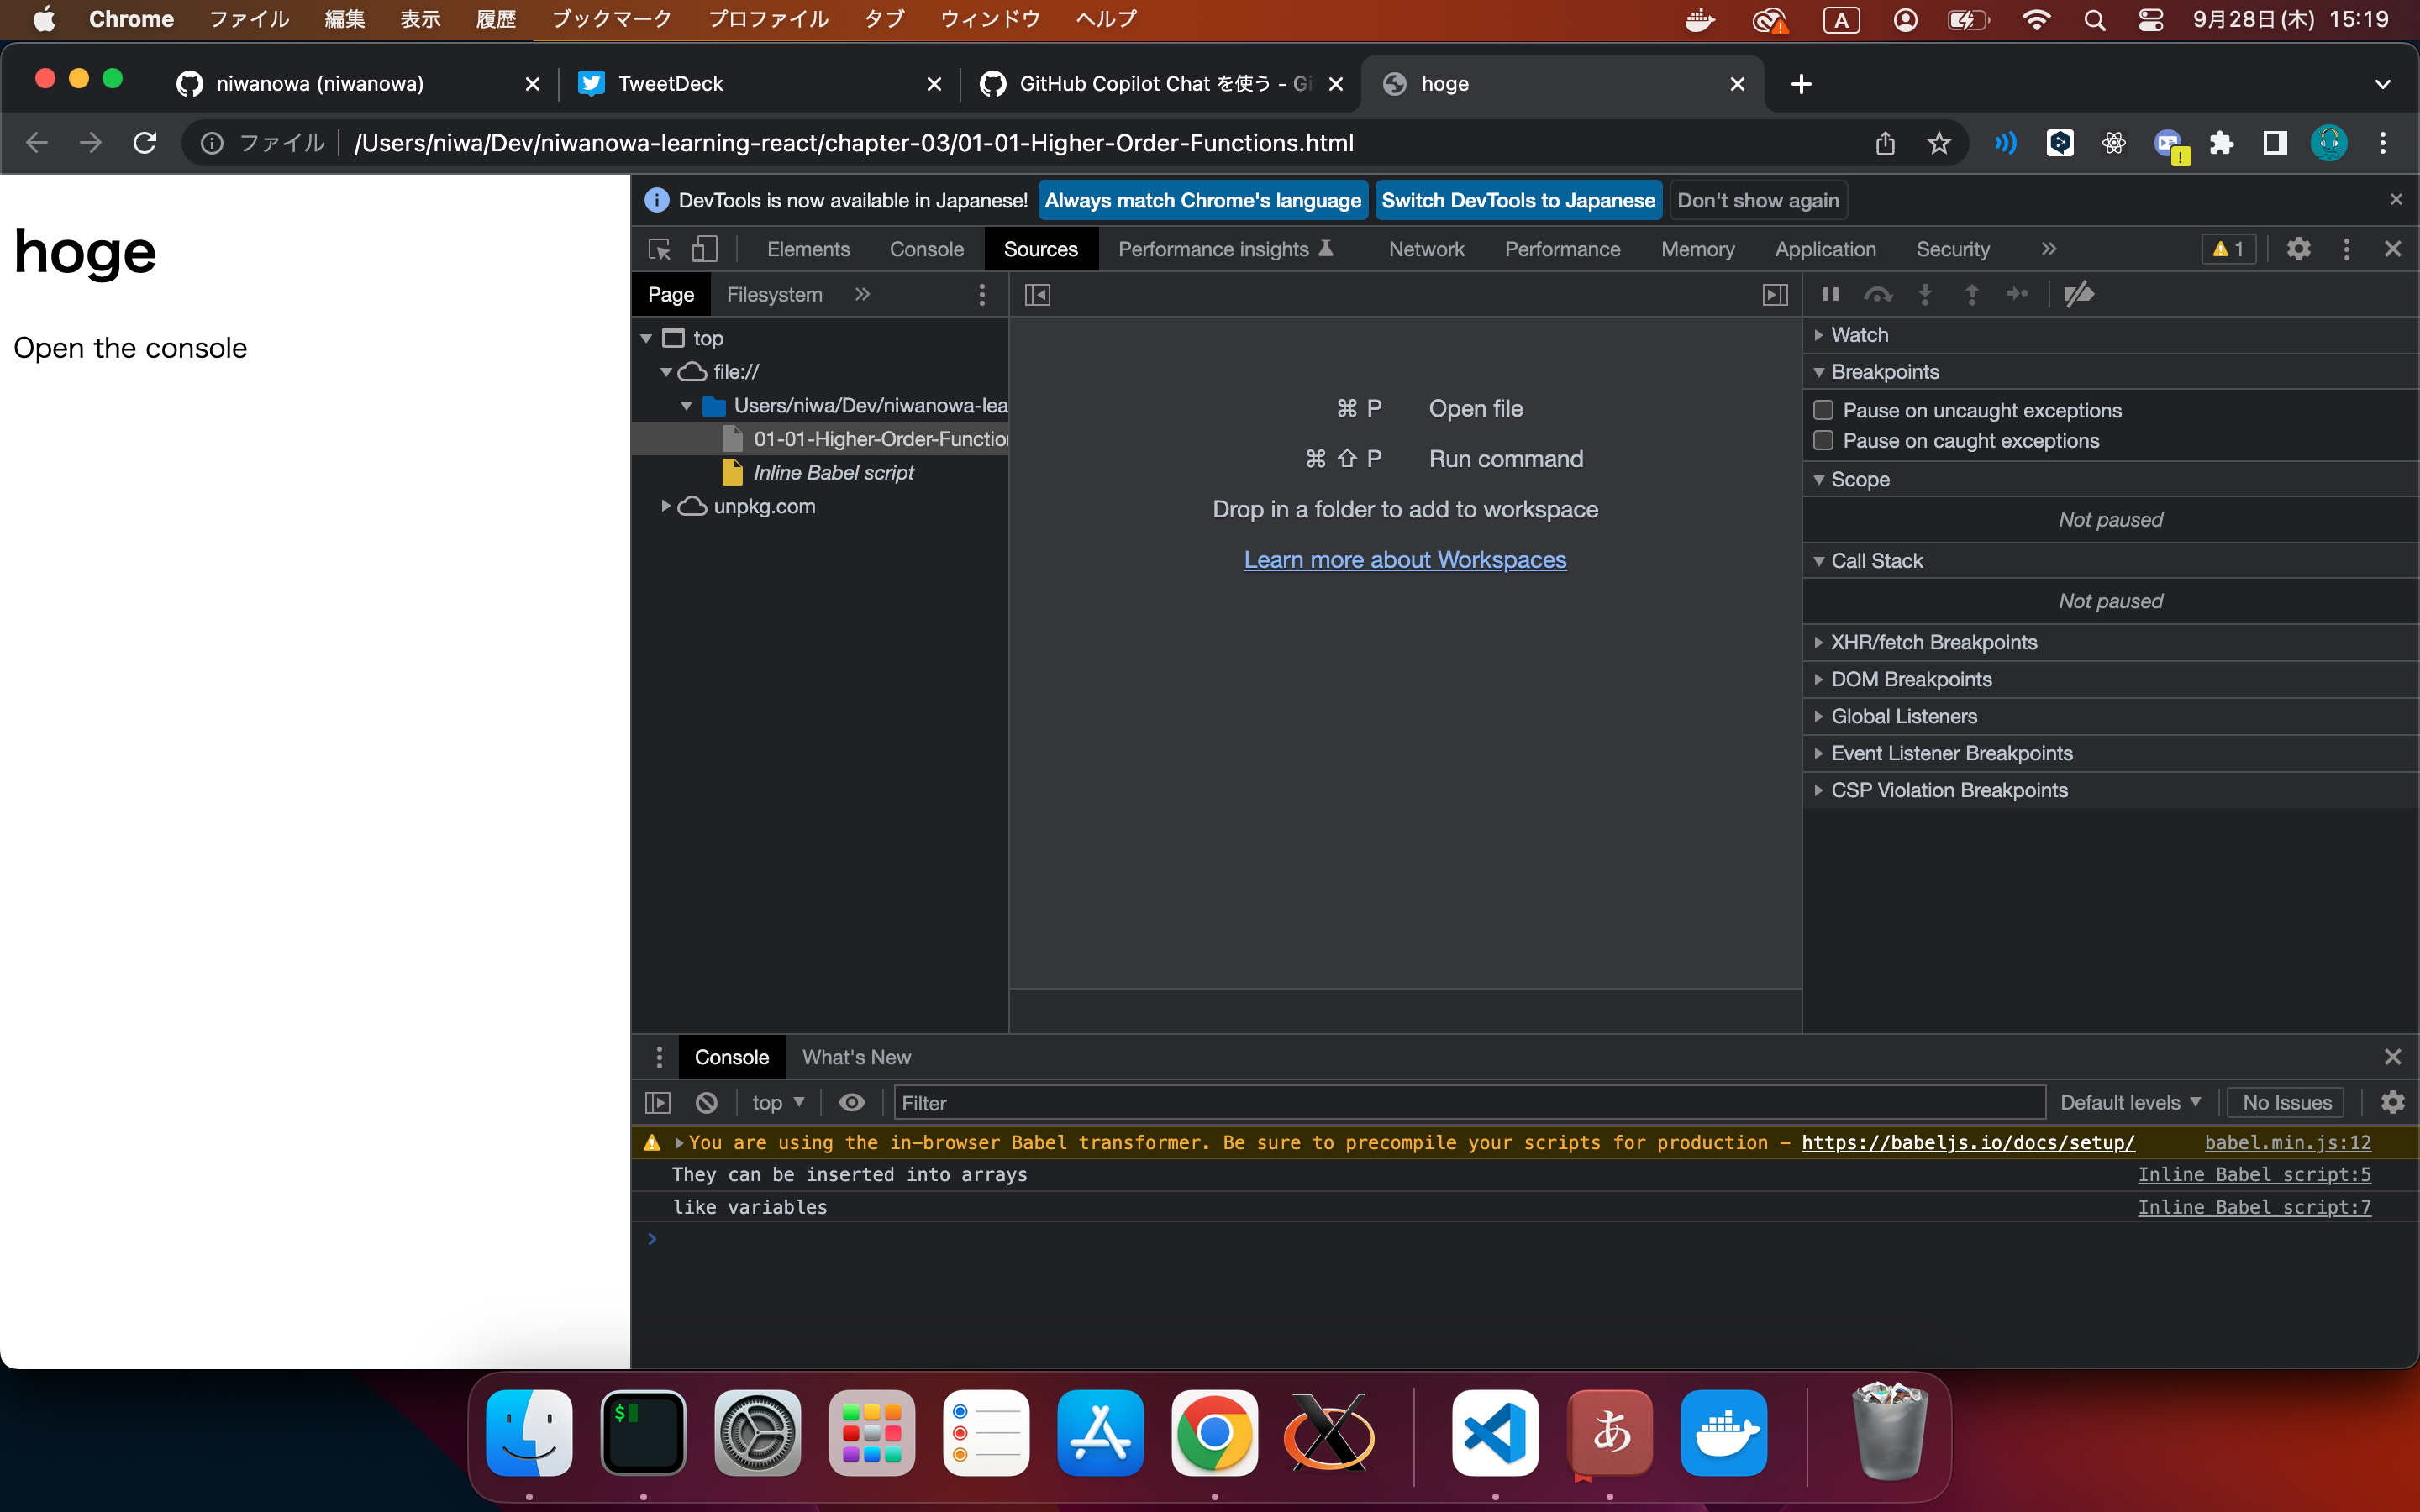 Chrome ファイル 編集 表示 履歴 ブックマーク プロファイル タブ ウィンドウ ヘルプ A 9月28日(木) 15:19
niwanowa (niwanowa) TweetDeck GitHub Copilot Chat を使う - Gi hoge
ファイル /Users/niwa/Dev/niwanowa-learning-react/chapter-03/01-01-Higher-Order-Functions.html
hoge
Open the console
DevTools is now available in Japanese! Always match Chrome's language Switch DevTools to Japanese Don't show again
Elements Console Sources Performance insights Network Performance Memory Application Security 1
Page Filesystem
top
file://
Users/niwa/Dev/niwanowa-lea
01-01-Higher-Order-Function
Inline Babel script
unpkg.com
⌘ P Open file
⌘ ⇧ P Run command
Drop in a folder to add to workspace
Learn more about Workspaces
Watch
Breakpoints
Pause on uncaught exceptions
Pause on caught exceptions
Scope
Not paused
Call Stack
Not paused
XHR/fetch Breakpoints
DOM Breakpoints
Global Listeners
Event Listener Breakpoints
CSP Violation Breakpoints
Console What's New
top Filter Default levels No Issues
You are using the in-browser Babel transformer. Be sure to precompile your scripts for production – https://babeljs.io/docs/setup/ babel.min.js:12
They can be inserted into arrays Inline Babel script:5
like variables Inline Babel script:7
$ あ